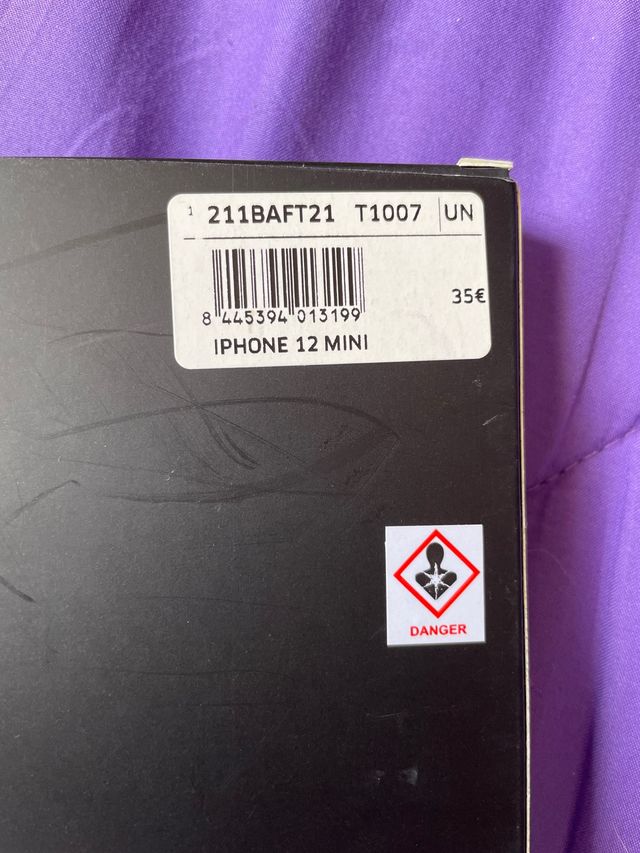 1 211BAFT21 T1007 UN
35€
8 445394 013199
IPHONE 12 MINI
DANGER